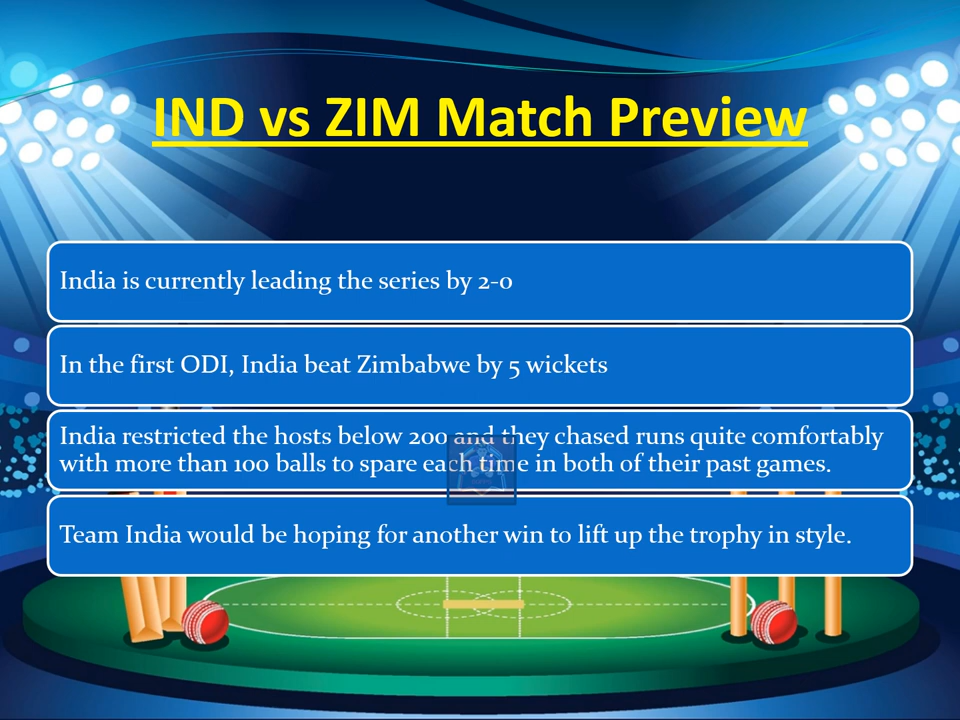 IND vs ZIM Match Preview
India is currently leading the series by 2-0
In the first ODI, India beat Zimbabwe by 5 wickets
India restricted the hosts below 200 and they chased runs quite comfortably
with more than 100 balls to spare each time in both of their past games.
Team India would be hoping for another win to lift up the trophy in style.